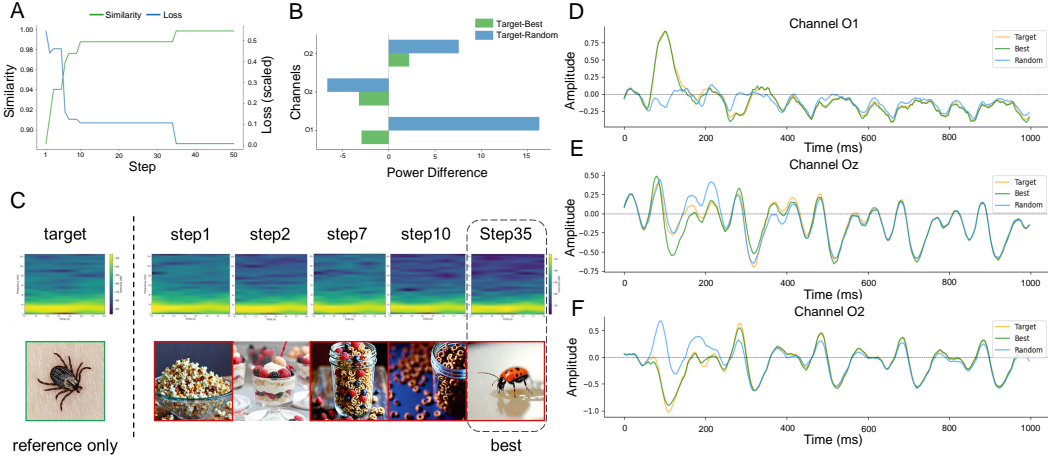 A
Similarity
Loss
1.00
0.98
0.96
0.94
0.92
0.90
Similarity
0.5
0.4
0.3
0.2
0.1
0.0
Loss (scaled)
1
10
20
30
40
50
Step
B
Target-Best
Target-Random
Channels
O2
Oz
O1
-5
0
5
10
15
Power Difference
C
target
step1
step2
step7
step10
Step35
reference only
best
D
Channel O1
Amplitude
0.75
0.50
0.25
0.00
-0.25
Target
Best
Random
0
200
400
600
800
1000
Time (ms)
E
Channel Oz
Amplitude
0.50
0.25
0.00
-0.25
-0.50
-0.75
Target
Best
Random
0
200
400
600
800
1000
Time (ms)
F
Channel O2
Amplitude
0.5
0.0
-0.5
-1.0
Target
Best
Random
0
200
400
600
800
1000
Time (ms)